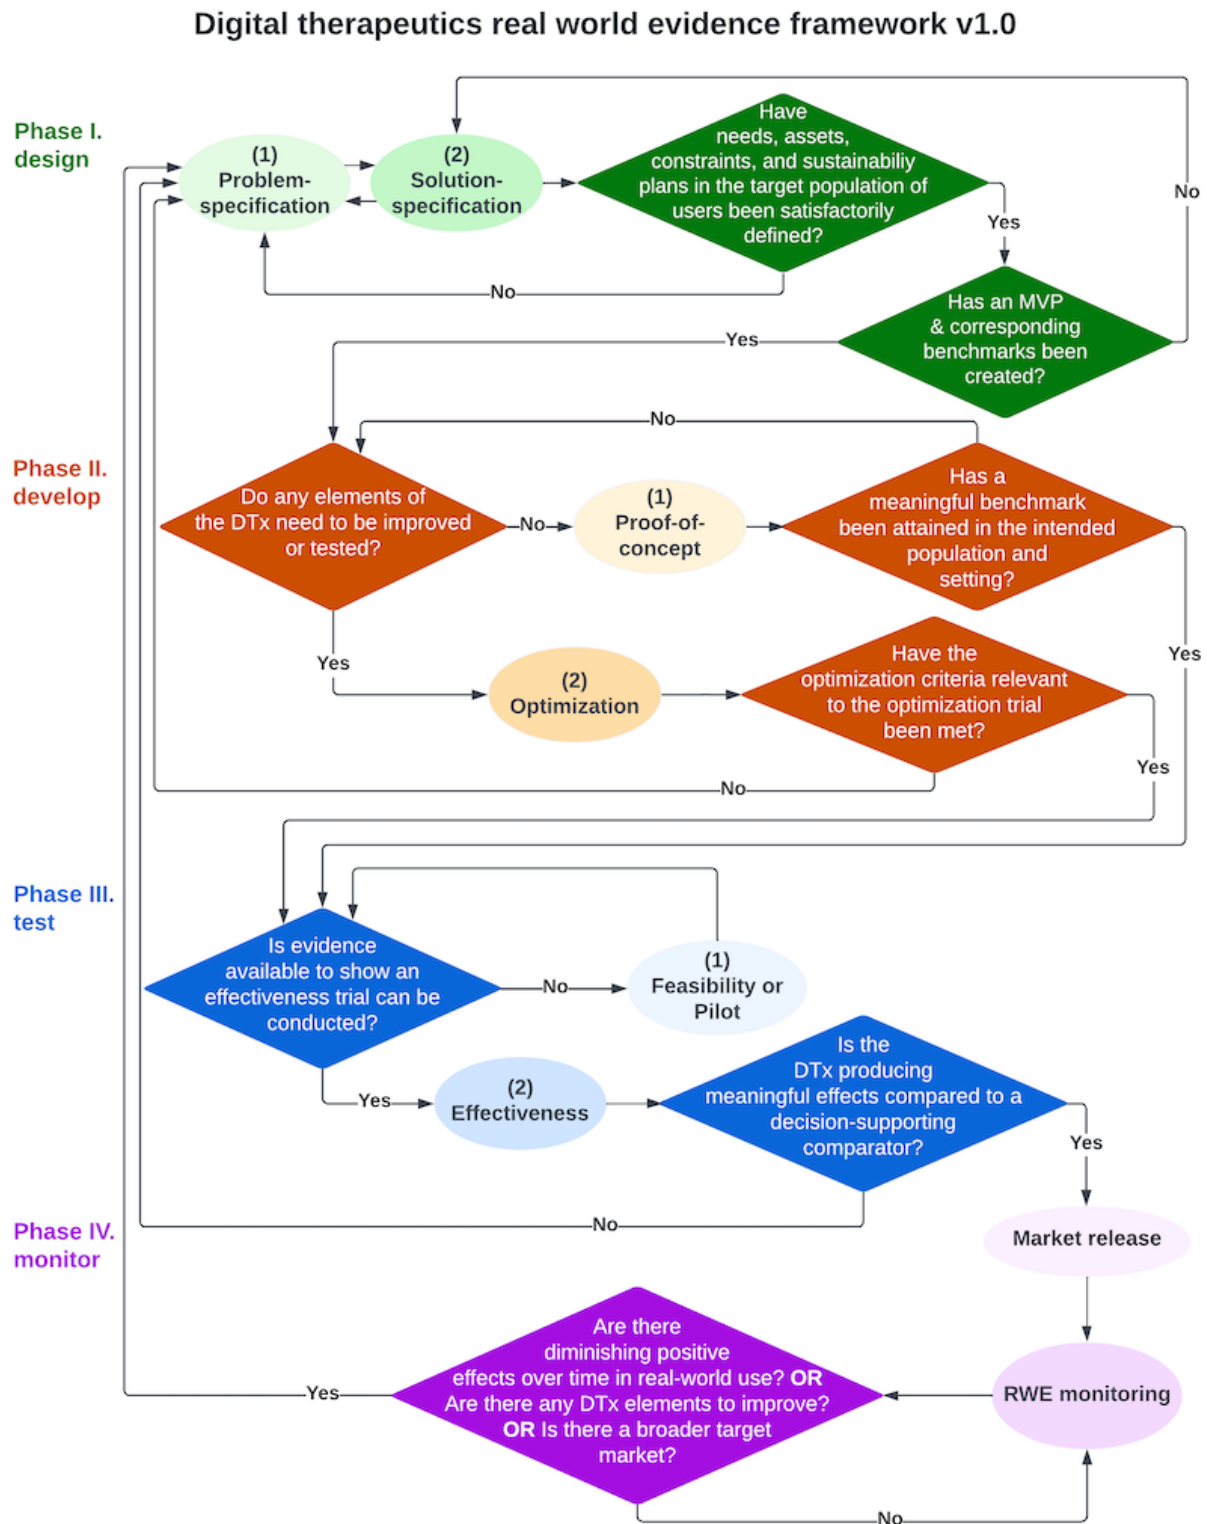 Digital therapeutics real world evidence framework v1.0
Phase I.
design
(1)
Problem-
specification
(2)
Solution-
specification
Have
needs, assets,
constraints, and sustainabiliy
plans in the target population of
users been satisfactorily
defined?
No
Yes
No
Has an MVP
& corresponding
benchmarks been
created?
Yes
No
Phase II.
develop
Do any elements of
the DTx need to be improved
or tested?
No
(1)
Proof-of-
concept
Has a
meaningful benchmark
been attained in the intended
population and
setting?
Yes
Yes
(2)
Optimization
Have the
optimization criteria relevant
to the optimization trial
been met?
Yes
No
Phase III.
test
Is evidence
available to show an
effectiveness trial can be
conducted?
No
(1)
Feasibility or
Pilot
Yes
(2)
Effectiveness
Is the
DTx producing
meaningful effects compared to a
decision-supporting
comparator?
Yes
No
Phase IV.
monitor
Market release
Are there
diminishing positive
effects over time in real-world use? OR
Are there any DTx elements to improve?
OR Is there a broader target
market?
Yes
RWE monitoring
No